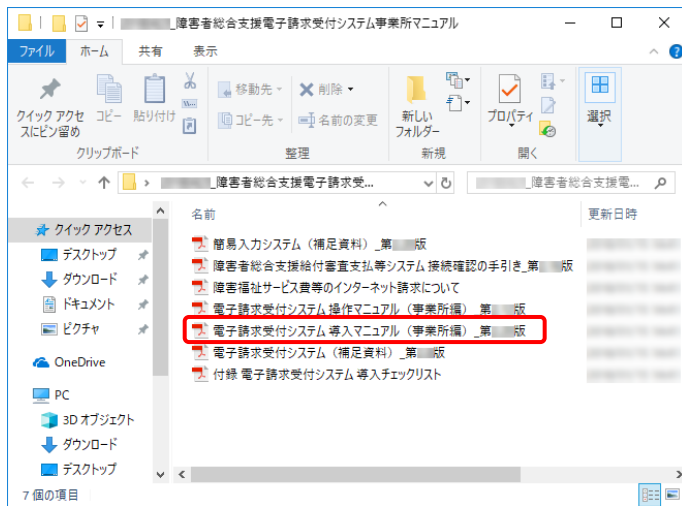 _障害者総合支援電子請求受付システム事業所マニュアル
ファイル ホーム 共有 表示
クイック アクセスにピン留め コピー 貼り付け
移動先 削除
コピー先 名前の変更
新しいフォルダー
プロパティ
選択
クリップボード 整理 新規 開く
_障害者総合支援電子請求受... _障害者総合支援電...
名前 更新日時
クイック アクセス
デスクトップ
ダウンロード
ドキュメント
ピクチャ
OneDrive
PC
3D オブジェクト
ダウンロード
デスクトップ
簡易入力システム（補足資料）_第 版
障害者総合支援給付審査支払等システム 接続確認の手引き_第 版
障害福祉サービス費等のインターネット請求について
電子請求受付システム 操作マニュアル（事業所編）_第 版
電子請求受付システム 導入マニュアル（事業所編）_第 版
電子請求受付システム（補足資料）_第 版
付録 電子請求受付システム 導入チェックリスト
7 個の項目